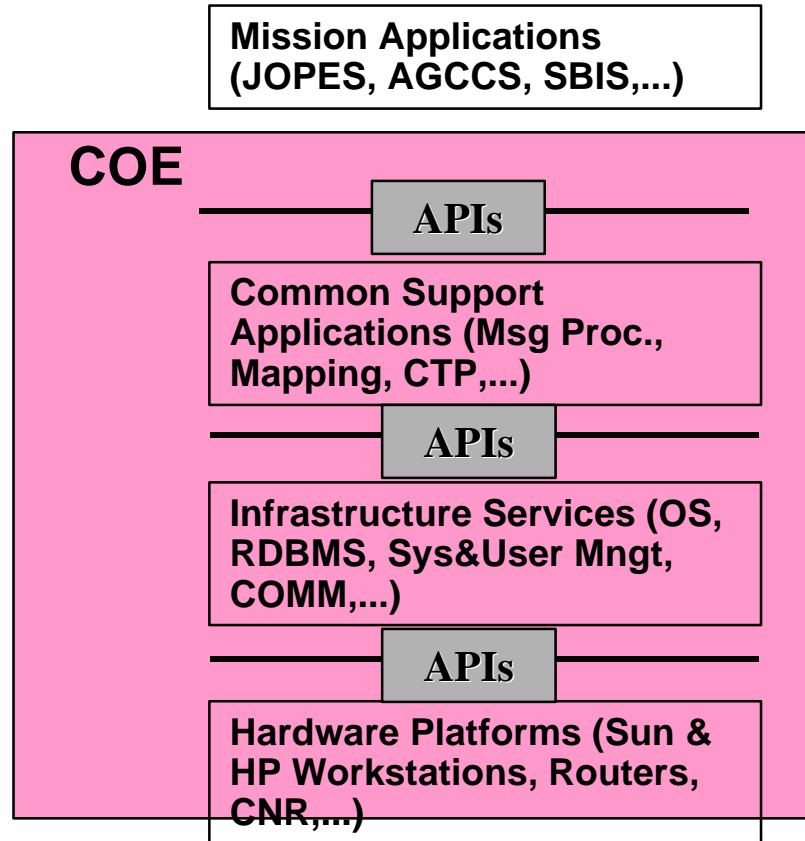 Mission Applications
(JOPES, AGCCS, SBIS,...)
COE
APIs
Common Support
Applications (Msg Proc.,
Mapping, CTP,...)
APIs
Infrastructure Services (OS,
RDBMS, Sys&User Mngt,
COMM,...)
APIs
Hardware Platforms (Sun &
HP Workstations, Routers,
CNR,...)